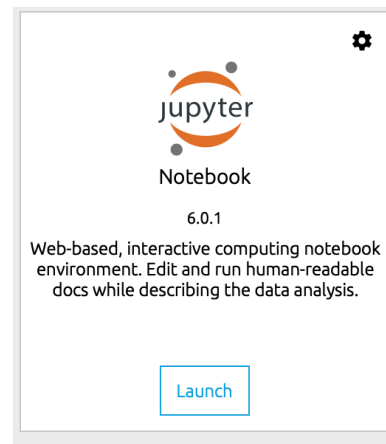 jupyter
Notebook
6.0.1
Web-based, interactive computing notebook
environment. Edit and run human-readable
docs while describing the data analysis.
Launch